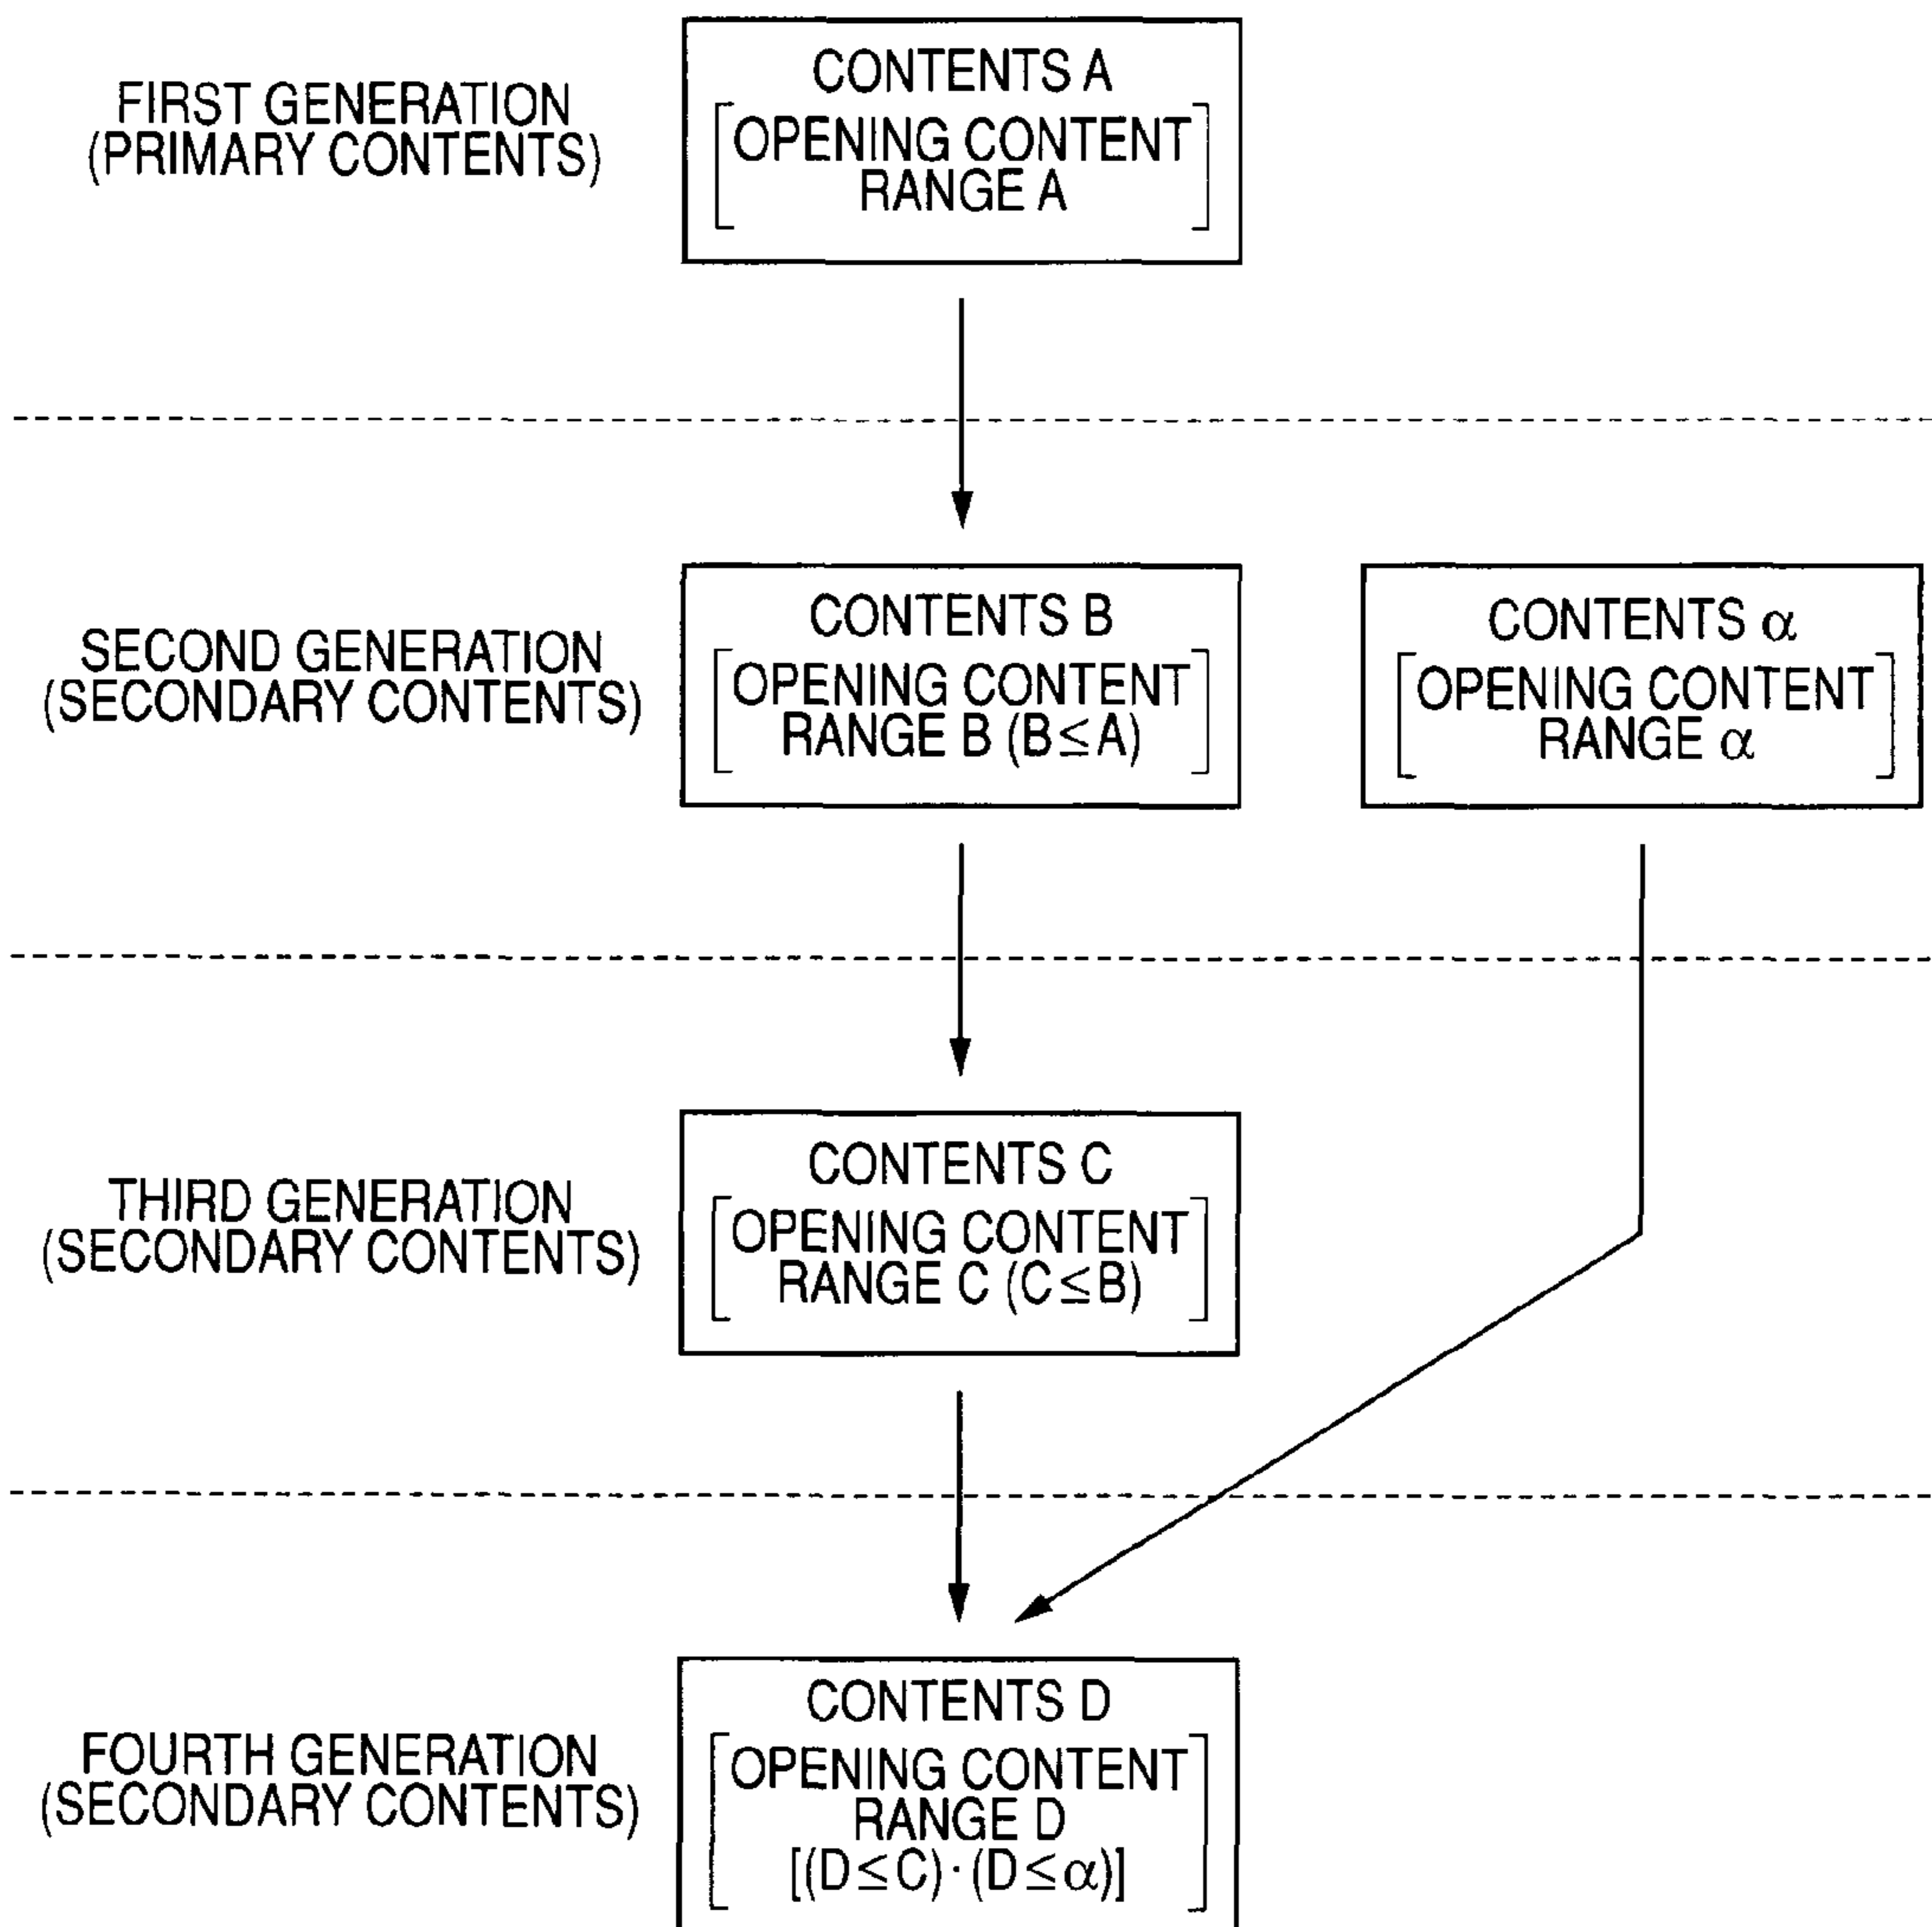 FIRST GENERATION
(PRIMARY CONTENTS)
CONTENTS A
OPENING CONTENT
RANGE A
SECOND GENERATION
(SECONDARY CONTENTS)
CONTENTS B
OPENING CONTENT
RANGE B (B≤A)
CONTENTS α
OPENING CONTENT
RANGE α
THIRD GENERATION
(SECONDARY CONTENTS)
CONTENTS C
OPENING CONTENT
RANGE C (C≤B)
FOURTH GENERATION
(SECONDARY CONTENTS)
CONTENTS D
OPENING CONTENT
RANGE D
[(D≤C)·(D≤α)]